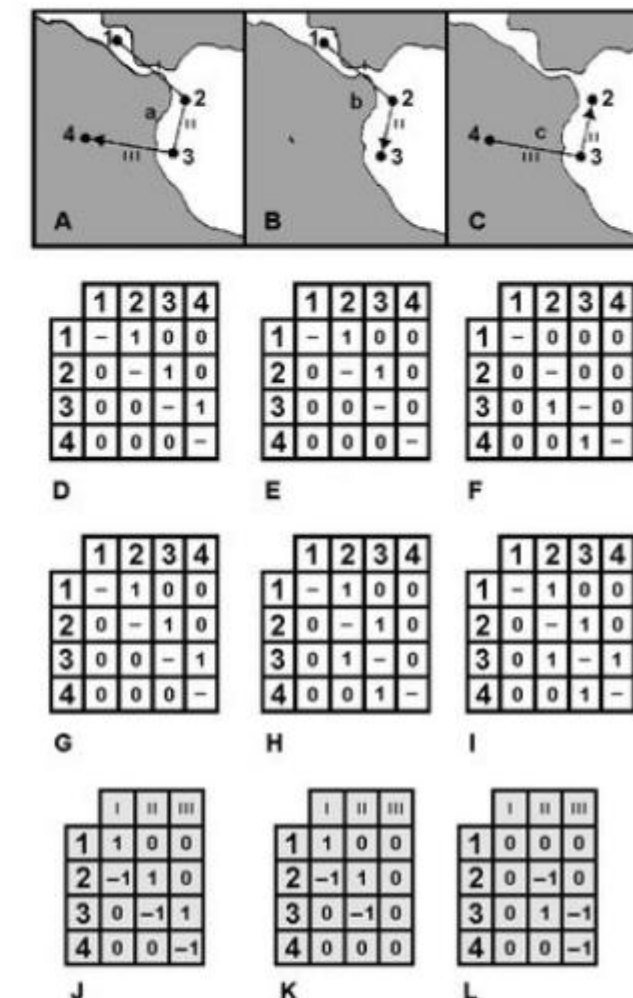 1 1
2 2 2
a b
II II II
4 4 c
III 3 3 III 3
A B C
1 2 3 4 1 2 3 4 1 2 3 4
1 – 1 0 0 1 – 1 0 0 1 – 0 0 0
2 0 – 1 0 2 0 – 1 0 2 0 – 0 0
3 0 0 – 1 3 0 0 – 0 3 0 1 – 0
4 0 0 0 – 4 0 0 0 – 4 0 0 1 –
D E F
1 2 3 4 1 2 3 4 1 2 3 4
1 – 1 0 0 1 – 1 0 0 1 – 1 0 0
2 0 – 1 0 2 0 – 1 0 2 0 – 1 0
3 0 0 – 1 3 0 1 – 0 3 0 1 – 1
4 0 0 0 – 4 0 0 1 – 4 0 0 1 –
G H I
I II III I II III I II III
1 1 0 0 1 1 0 0 1 0 0 0
2 –1 1 0 2 –1 1 0 2 0 –1 0
3 0 –1 1 3 0 –1 0 3 0 1 –1
4 0 0 –1 4 0 0 0 4 0 0 –1
J K L